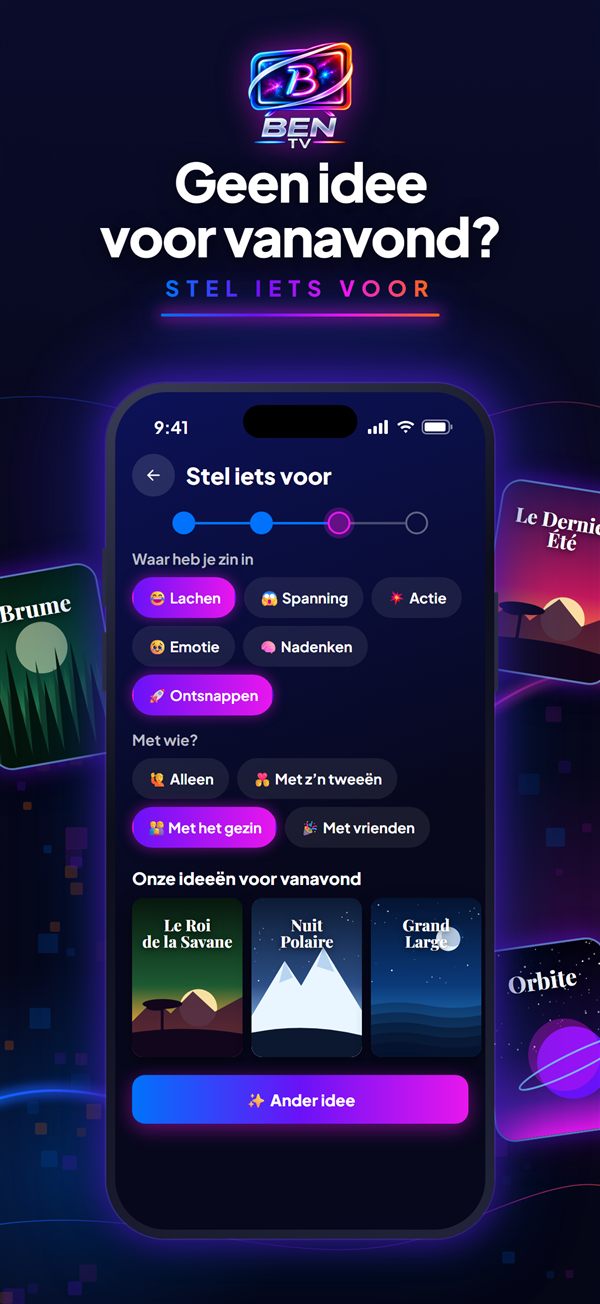 B
BEN
TV
Geen idee
voor vanavond?
STEL IETS VOOR
9:41
Stel iets voor
Waar heb je zin in
Lachen
Spanning
Actie
Emotie
Nadenken
Ontsnappen
Met wie?
Alleen
Met z’n tweeën
Met het gezin
Met vrienden
Onze ideeën voor vanavond
Le Roi
de la Savane
Nuit
Polaire
Grand
Large
Ander idee
Brume
Le Dernie
Été
Orbite